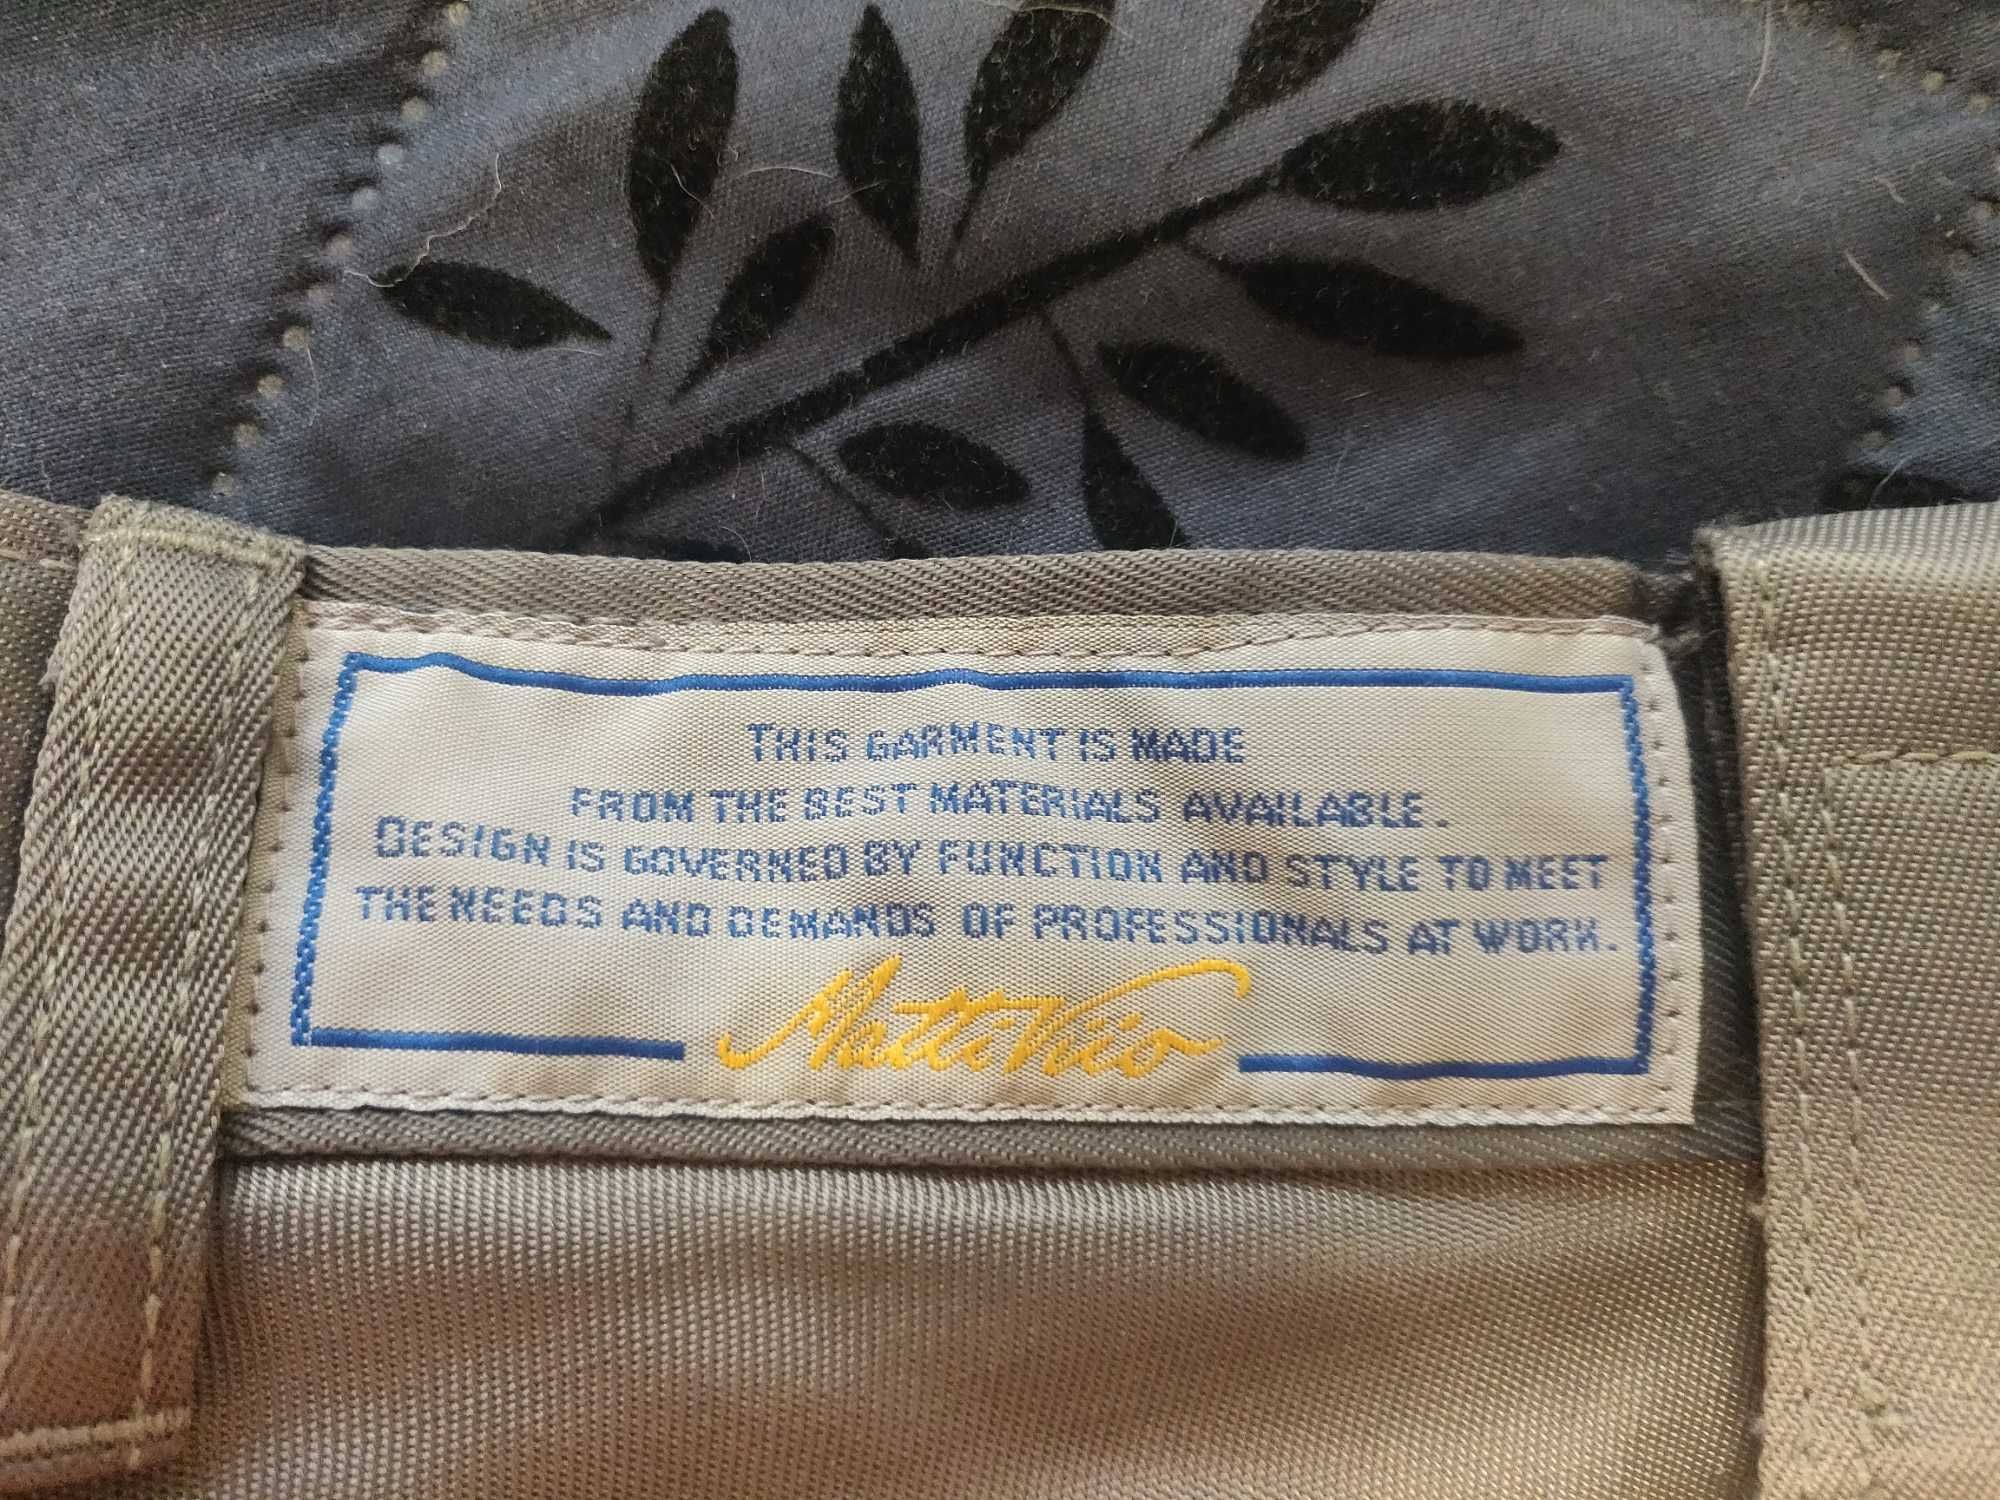 THIS GARMENT IS MADE
FROM THE BEST MATERIALS AVAILABLE.
DESIGN IS GOVERNED BY FUNCTION AND STYLE TO MEET
THE NEEDS AND DEMANDS OF PROFESSIONALS AT WORK.
Matti Viio